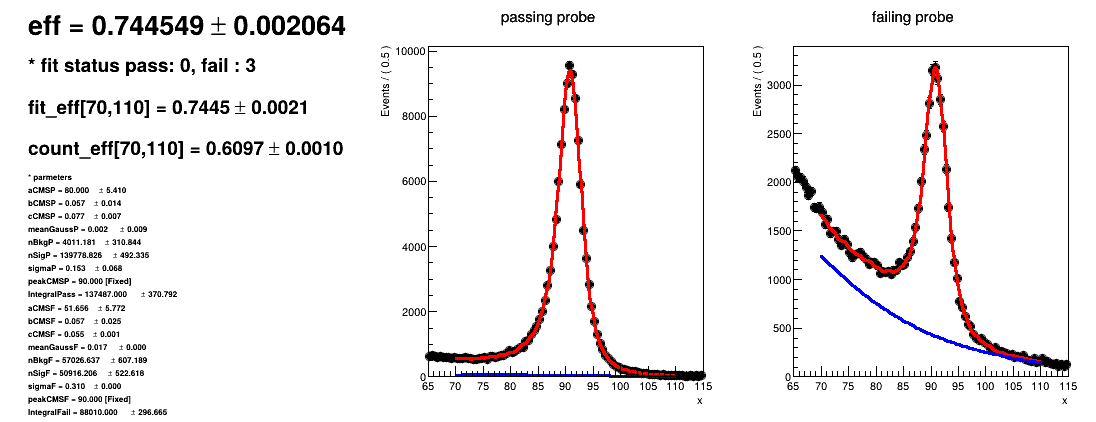 eff = 0.744549 ± 0.002064
* fit status pass: 0, fail : 3
fit_eff[70,110] = 0.7445 ± 0.0021
count_eff[70,110] = 0.6097 ± 0.0010
* parmeters
aCMSP = 80.000 ± 5.410
bCMSP = 0.057 ± 0.014
cCMSP = 0.077 ± 0.007
meanGaussP = 0.002 ± 0.009
nBkgP = 4011.181 ± 310.844
nSigP = 139778.826 ± 492.335
sigmaP = 0.153 ± 0.068
peakCMSP = 90.000 [Fixed]
IntegralPass = 137487.000 ± 370.792
aCMSF = 51.656 ± 5.772
bCMSF = 0.057 ± 0.025
cCMSF = 0.055 ± 0.001
meanGaussF = 0.017 ± 0.000
nBkgF = 57026.637 ± 607.189
nSigF = 50916.206 ± 522.618
sigmaF = 0.310 ± 0.000
peakCMSF = 90.000 [Fixed]
IntegralFail = 88010.000 ± 296.665
passing probe
Events / ( 0.5 )
10000
8000
6000
4000
2000
0
65 70 75 80 85 90 95 100 105 110 115
x
failing probe
Events / ( 0.5 )
3000
2500
2000
1500
1000
500
0
65 70 75 80 85 90 95 100 105 110 115
x